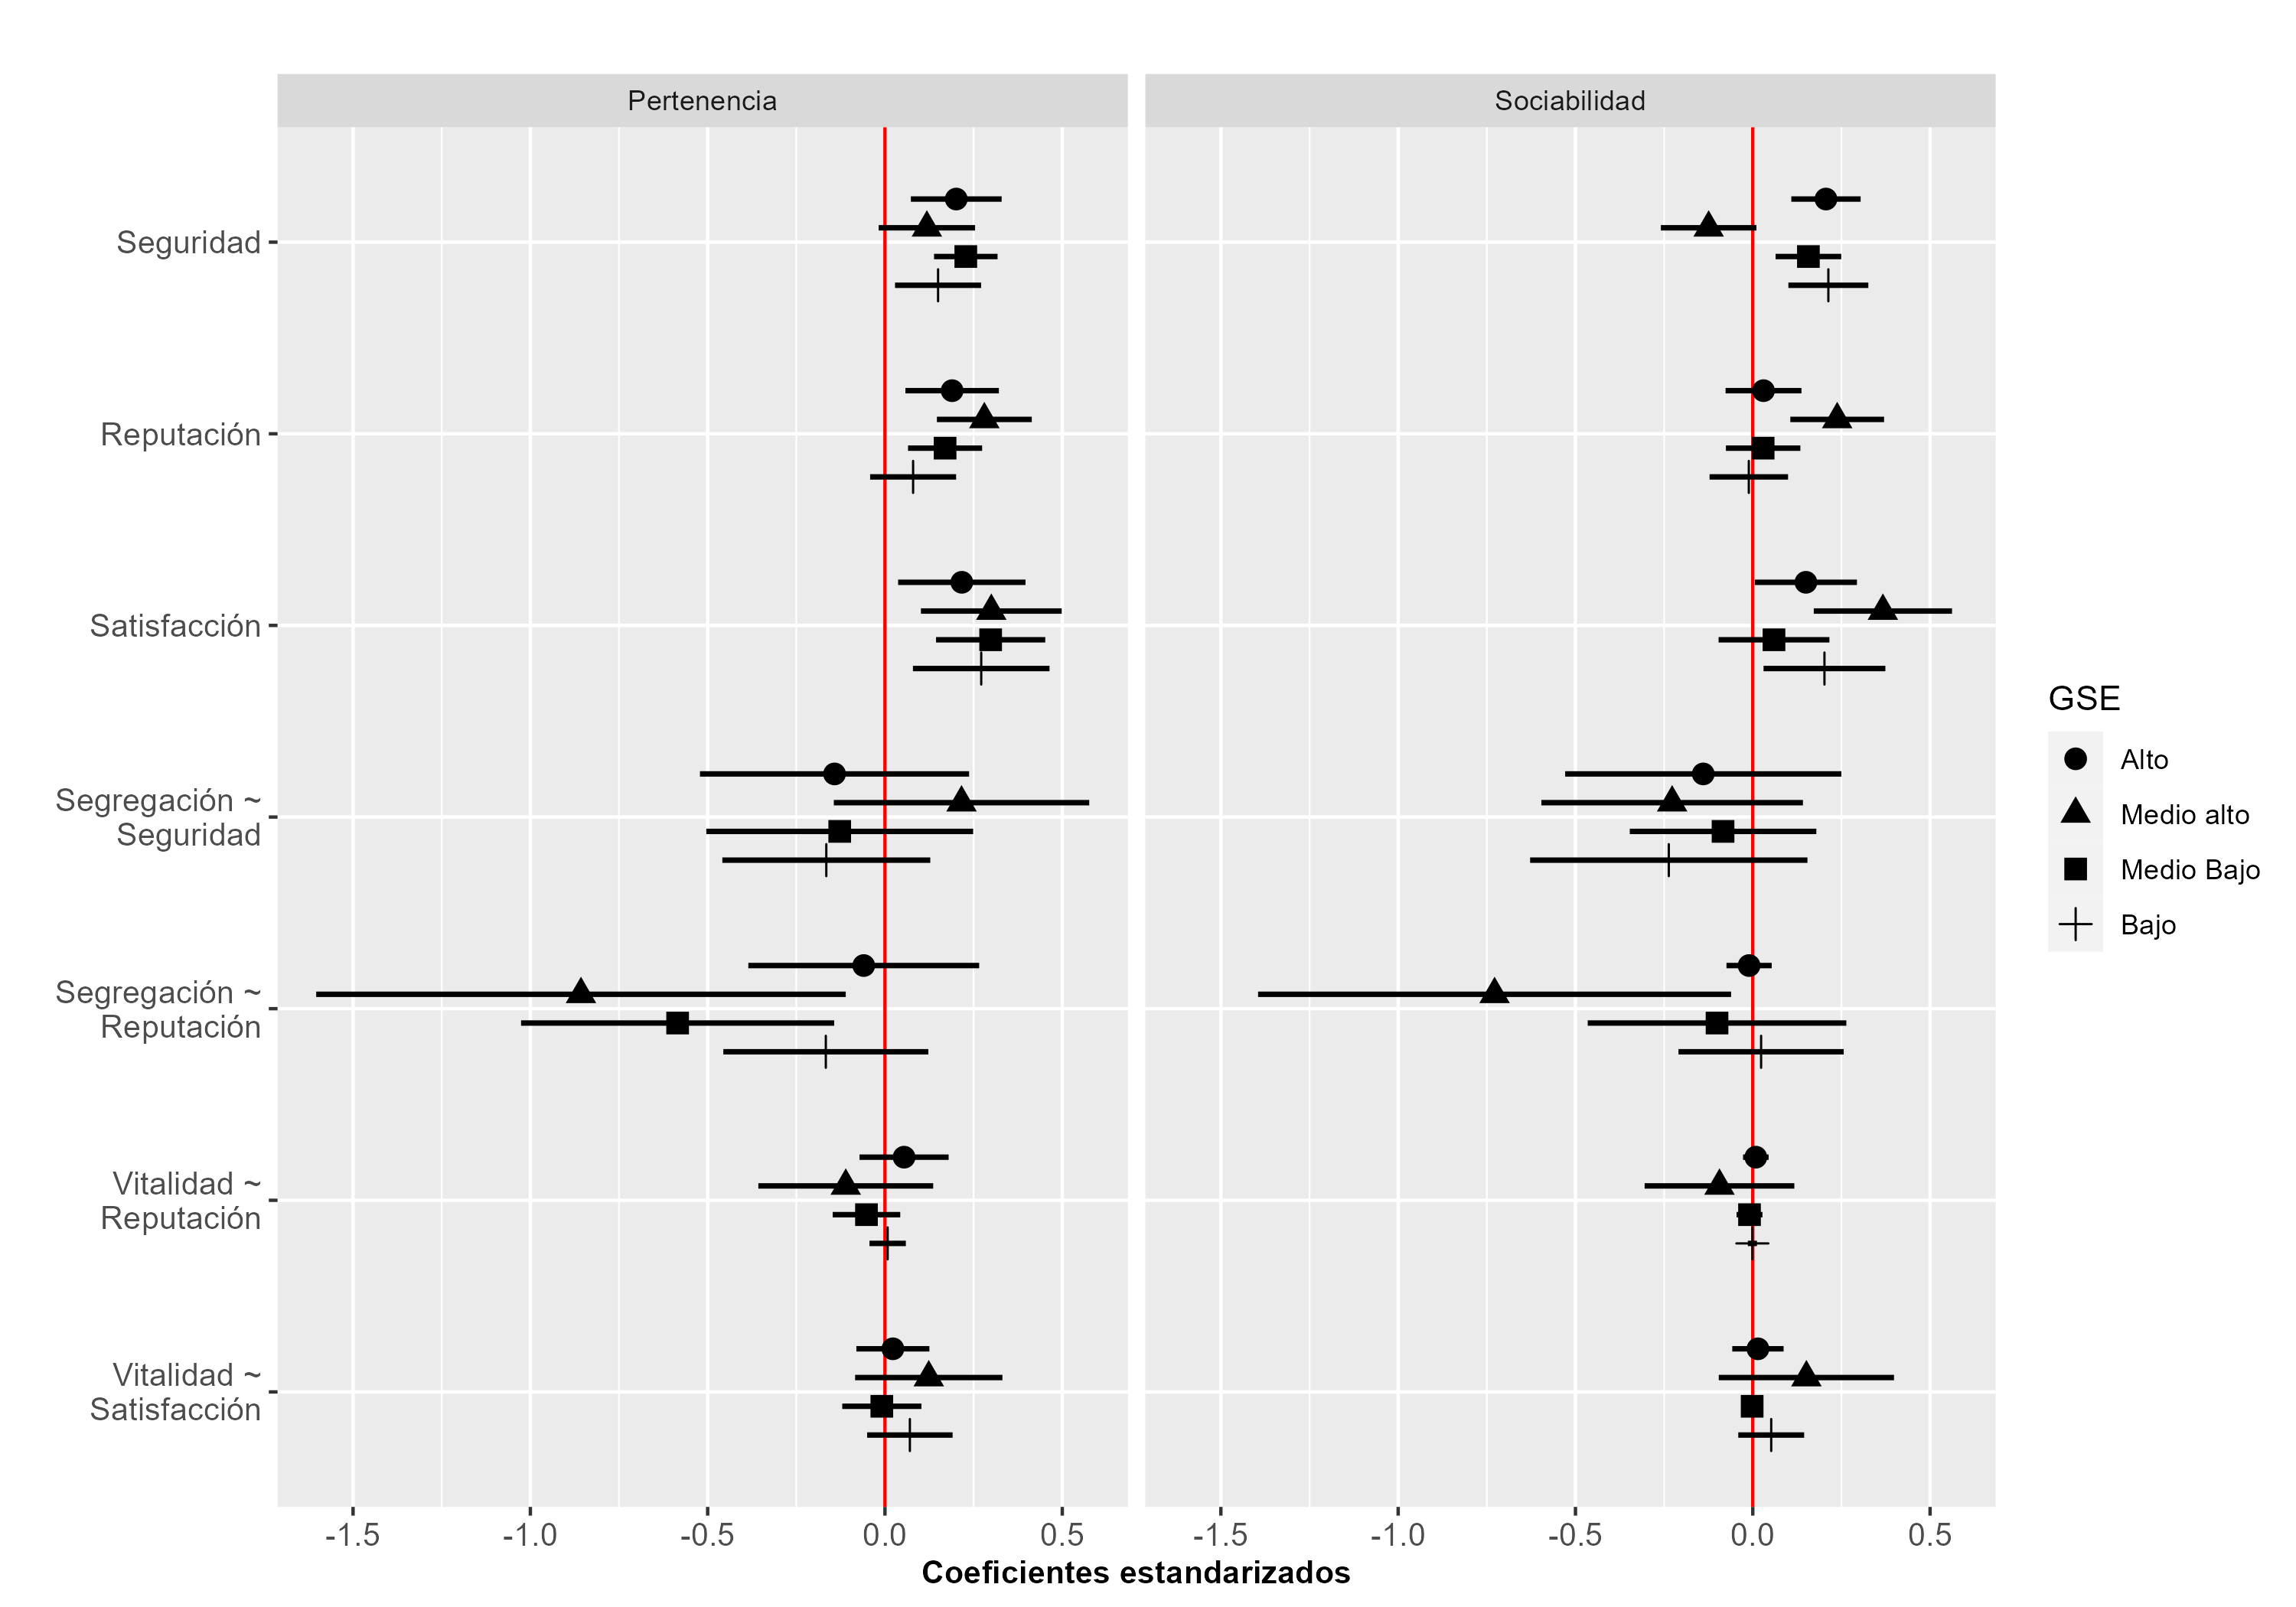 Pertenencia
Sociabilidad
Seguridad
Reputación
Satisfacción
Segregación ~
Seguridad
Segregación ~
Reputación
Vitalidad ~
Reputación
Vitalidad ~
Satisfacción
-1.5 -1.0 -0.5 0.0 0.5
-1.5 -1.0 -0.5 0.0 0.5
Coeficientes estandarizados
GSE
Alto
Medio alto
Medio Bajo
Bajo